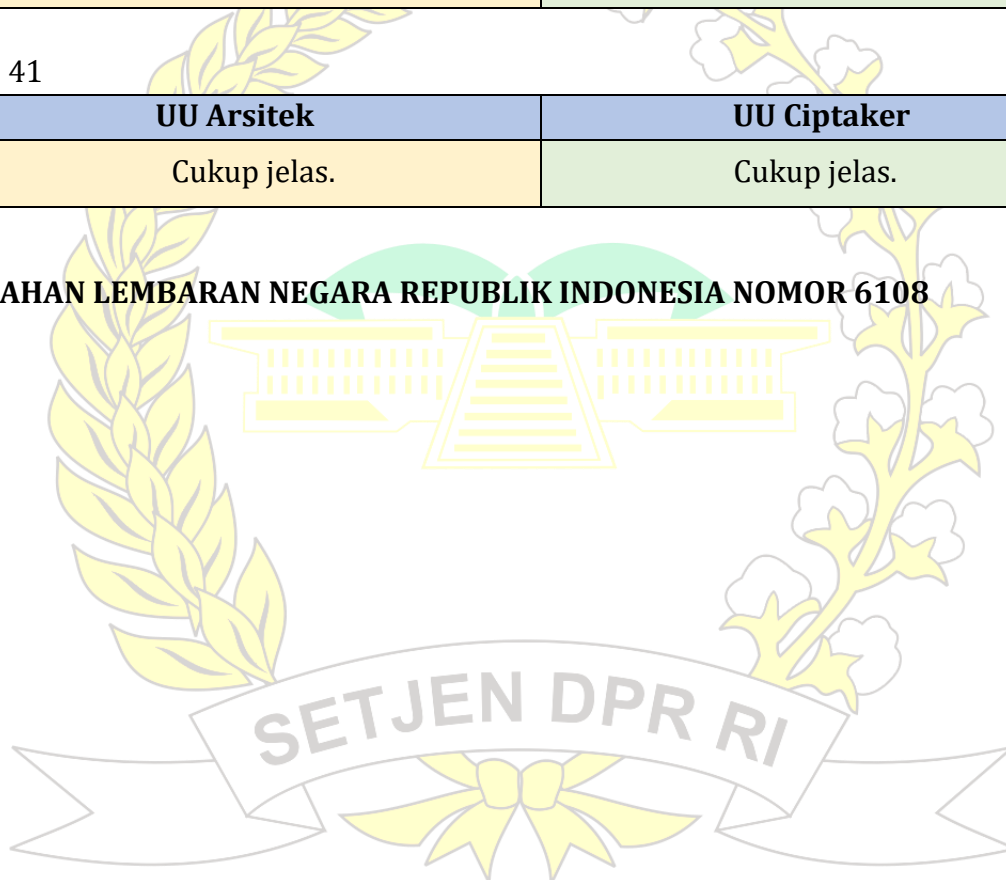 41
UU Arsitek UU Ciptaker
Cukup jelas. Cukup jelas.
AHAN LEMBARAN NEGARA REPUBLIK INDONESIA NOMOR 6108
SETJEN DPR RI